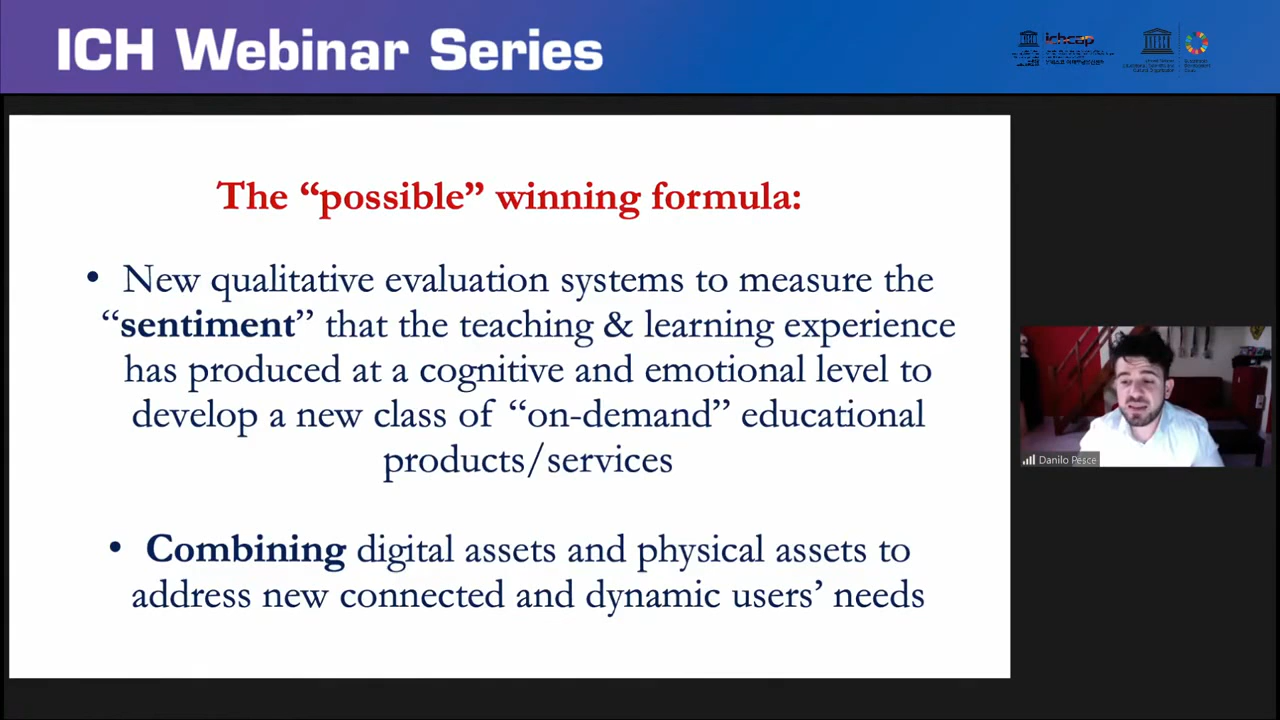 ICH Webinar Series
ichcap
The “possible” winning formula:
• New qualitative evaluation systems to measure the
“sentiment” that the teaching & learning experience
has produced at a cognitive and emotional level to
develop a new class of “on-demand” educational
products/services
• Combining digital assets and physical assets to
address new connected and dynamic users’ needs
Danilo Pesce